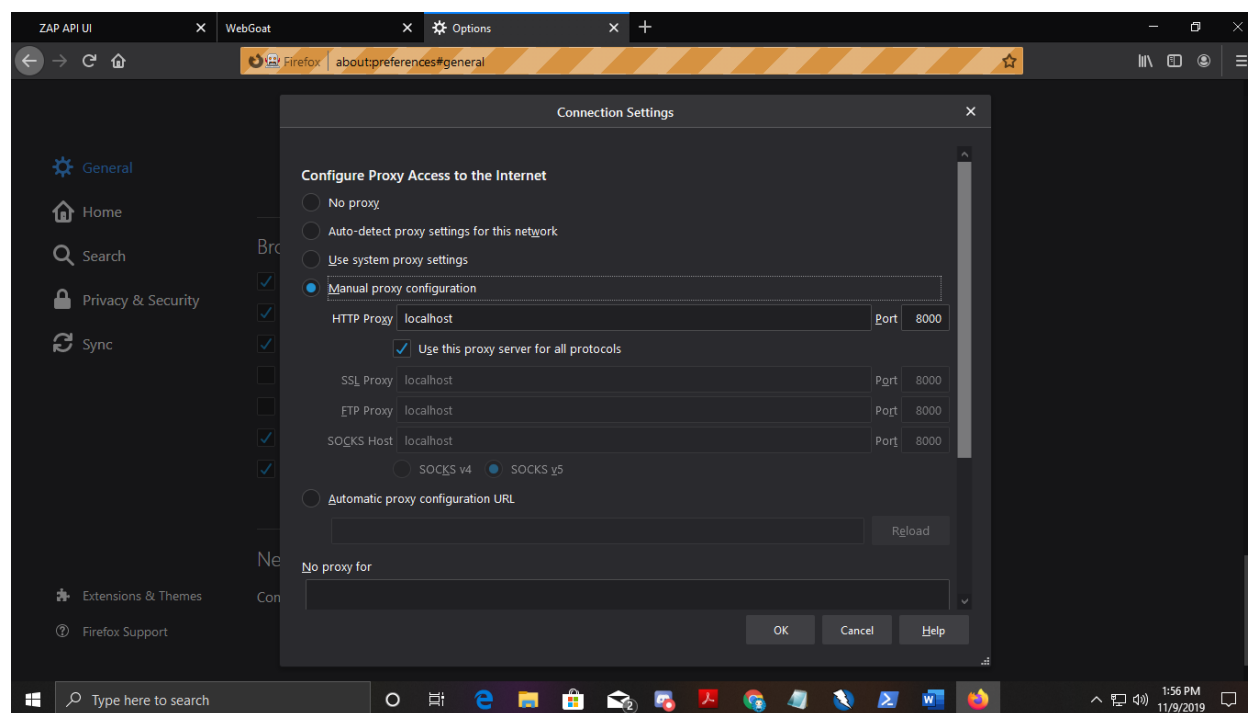 ZAP API UI
WebGoat
Options
Firefox about:preferences#general
Connection Settings
General
Home
Search
Privacy & Security
Sync
Extensions & Themes
Firefox Support
Bro
Ne
Con
Configure Proxy Access to the Internet
No proxy
Auto-detect proxy settings for this network
Use system proxy settings
Manual proxy configuration
HTTP Proxy localhost Port 8000
Use this proxy server for all protocols
SSL Proxy localhost Port 8000
FTP Proxy localhost Port 8000
SOCKS Host localhost Port 8000
SOCKS v4 SOCKS v5
Automatic proxy configuration URL
Reload
No proxy for
OK Cancel Help
Type here to search
2
1:56 PM
11/9/2019